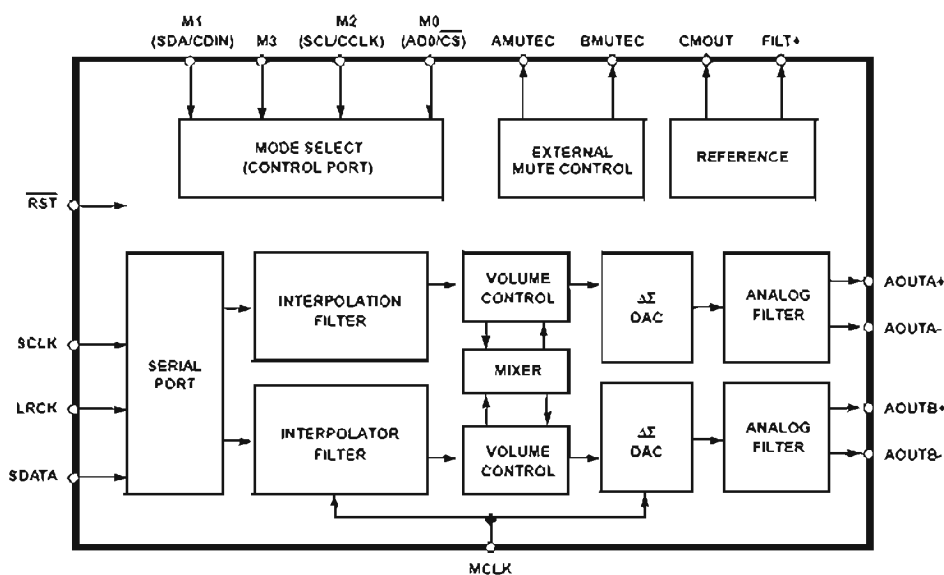 M1
(SDA/CDIN)
M3
M2
(SCL/CCLK)
M0
(AD0/CS)
AMUTEC
BMUTEC
CMOUT
FILT+
MODE SELECT
(CONTROL PORT)
EXTERNAL
MUTE CONTROL
REFERENCE
RST
SCLK
LRCK
SDATA
SERIAL
PORT
INTERPOLATION
FILTER
VOLUME
CONTROL
ΔΣ
DAC
ANALOG
FILTER
AOUTA+
AOUTA-
MIXER
INTERPOLATOR
FILTER
VOLUME
CONTROL
ΔΣ
DAC
ANALOG
FILTER
AOUTB+
AOUTB-
MCLK